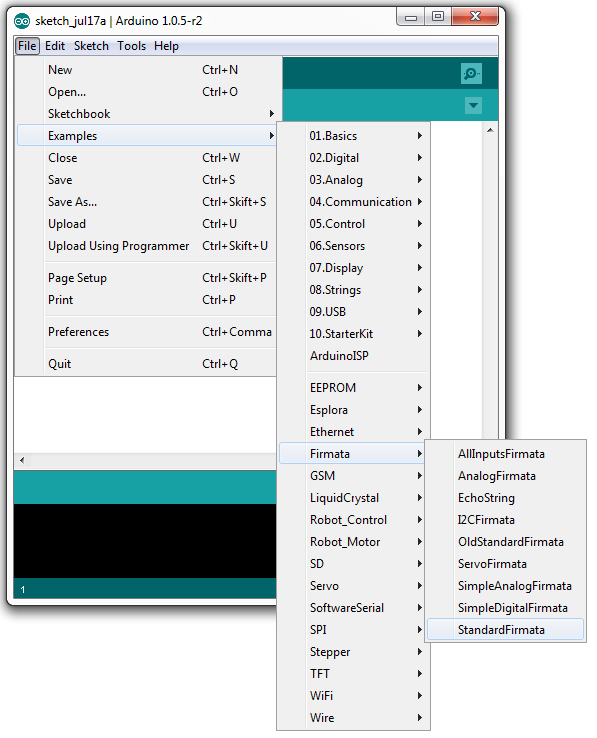 sketch_jul17a | Arduino 1.0.5-r2
File Edit Sketch Tools Help
New Ctrl+N
Open... Ctrl+O
Sketchbook
Examples
Close Ctrl+W
Save Ctrl+S
Save As... Ctrl+Skift+S
Upload Ctrl+U
Upload Using Programmer Ctrl+Skift+U
Page Setup Ctrl+Skift+P
Print Ctrl+P
Preferences Ctrl+Comma
Quit Ctrl+Q
01.Basics
02.Digital
03.Analog
04.Communication
05.Control
06.Sensors
07.Display
08.Strings
09.USB
10.StarterKit
ArduinoISP
EEPROM
Esplora
Ethernet
Firmata
GSM
LiquidCrystal
Robot_Control
Robot_Motor
SD
Servo
SoftwareSerial
SPI
Stepper
TFT
WiFi
Wire
AllInputsFirmata
AnalogFirmata
EchoString
I2CFirmata
OldStandardFirmata
ServoFirmata
SimpleAnalogFirmata
SimpleDigitalFirmata
StandardFirmata
1